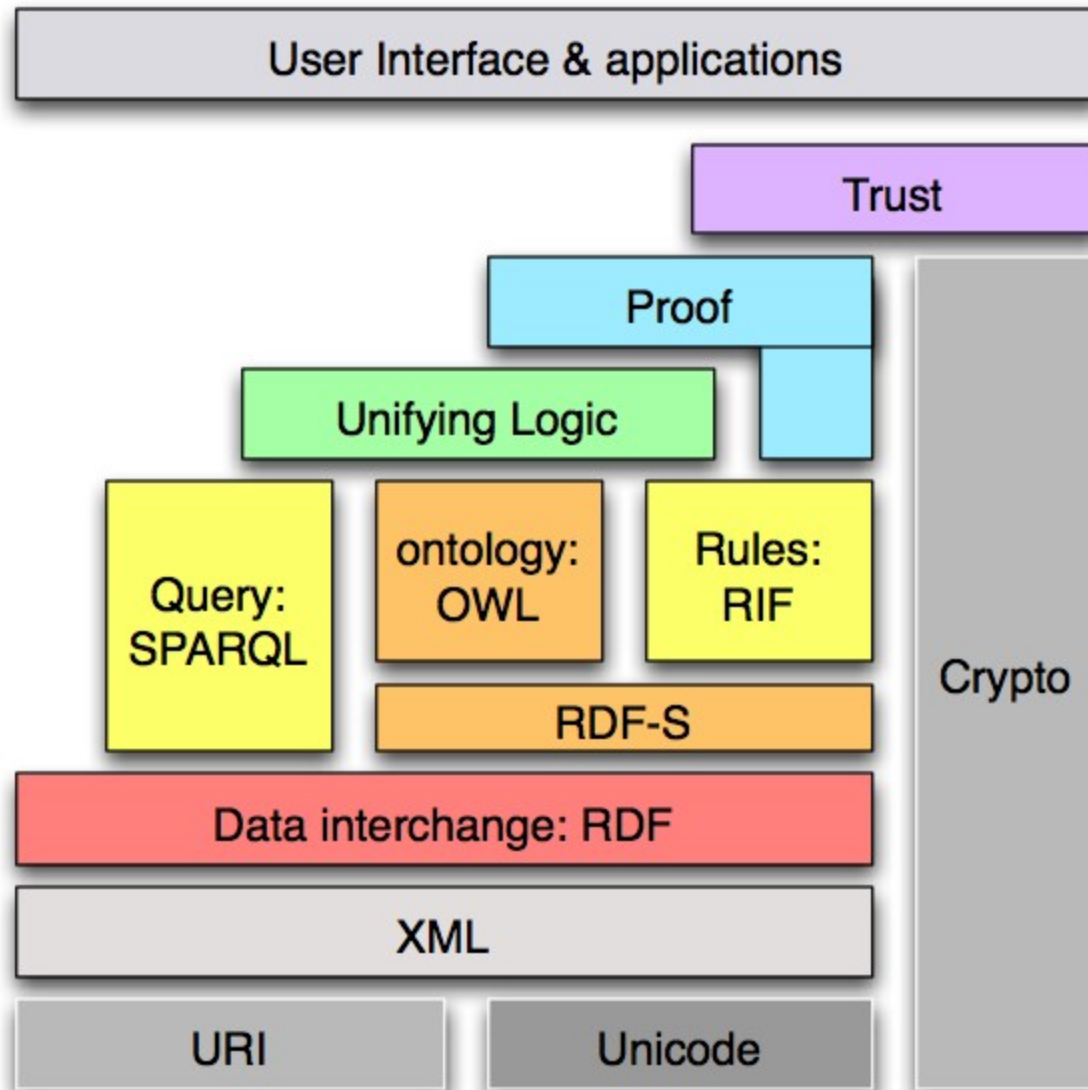 User Interface & applications
Trust
Proof
Unifying Logic
Query:
SPARQL
ontology:
OWL
Rules:
RIF
RDF-S
Crypto
Data interchange: RDF
XML
URI
Unicode